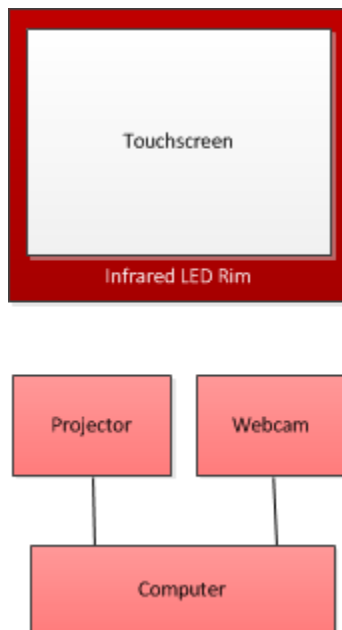 Touchscreen
Infrared LED Rim
Projector
Webcam
Computer